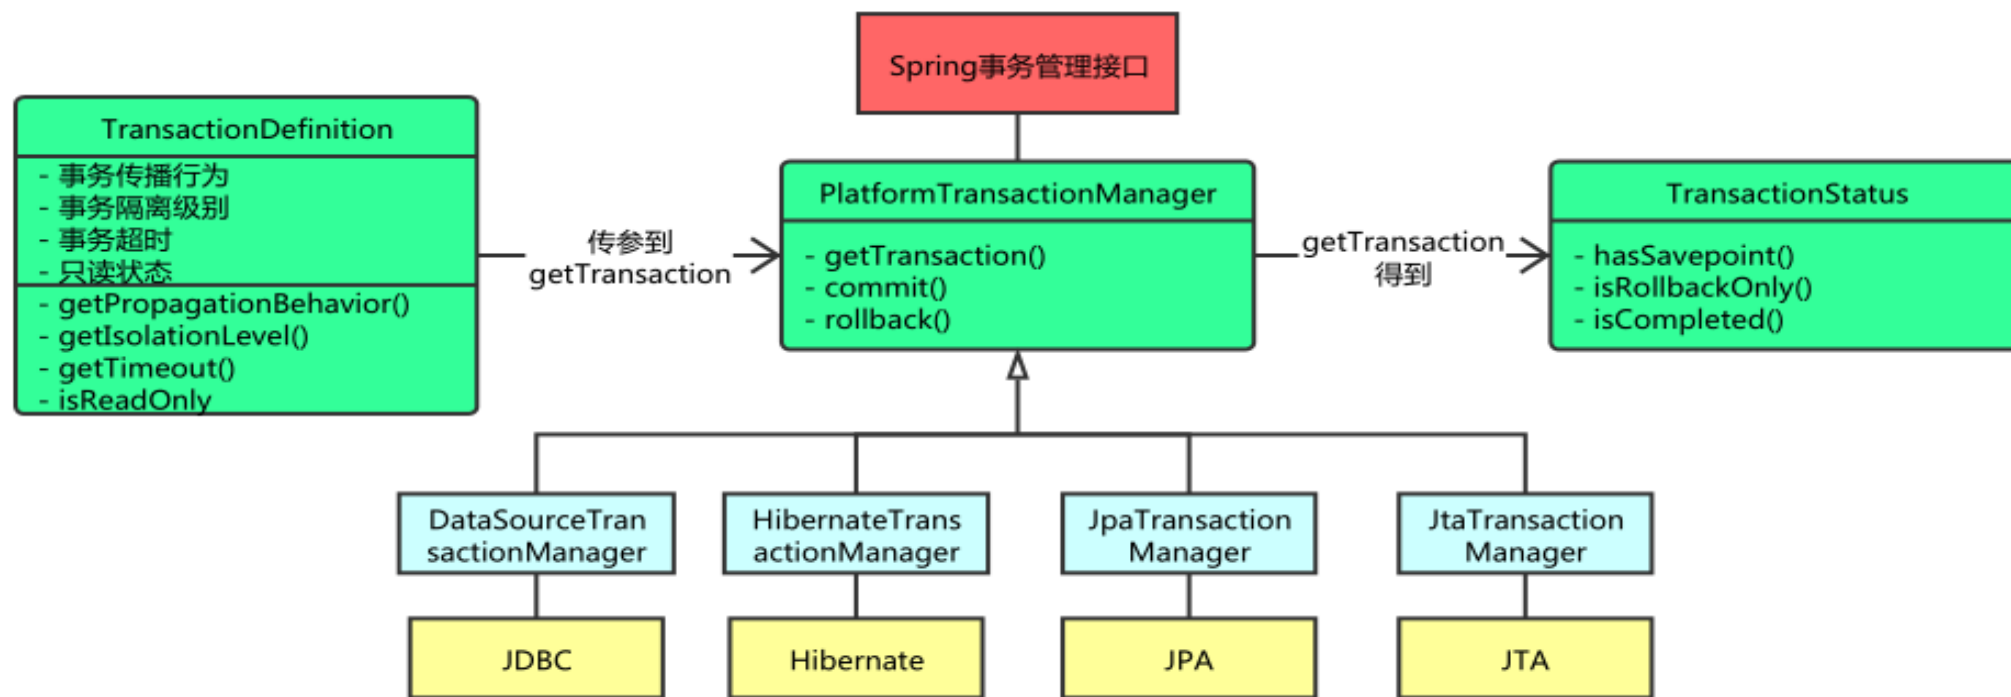 Spring事务管理接口
TransactionDefinition
- 事务传播行为
- 事务隔离级别
- 事务超时
- 只读状态
- getPropagationBehavior()
- getIsolationLevel()
- getTimeout()
- isReadOnly
传参到
getTransaction
PlatformTransactionManager
- getTransaction()
- commit()
- rollback()
getTransaction
得到
TransactionStatus
- hasSavepoint()
- isRollbackOnly()
- isCompleted()
DataSourceTran
sactionManager
HibernateTrans
actionManager
JpaTransaction
Manager
JtaTransaction
Manager
JDBC
Hibernate
JPA
JTA